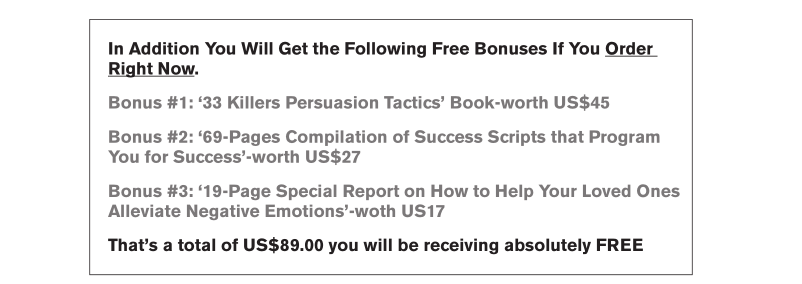 In Addition You Will Get the Following Free Bonuses If You Order
Right Now.
Bonus #1: ‘33 Killers Persuasion Tactics’ Book-worth US$45
Bonus #2: ‘69-Pages Compilation of Success Scripts that Program
You for Success’-worth US$27
Bonus #3: ‘19-Page Special Report on How to Help Your Loved Ones
Alleviate Negative Emotions’-woth US17
That’s a total of US$89.00 you will be receiving absolutely FREE